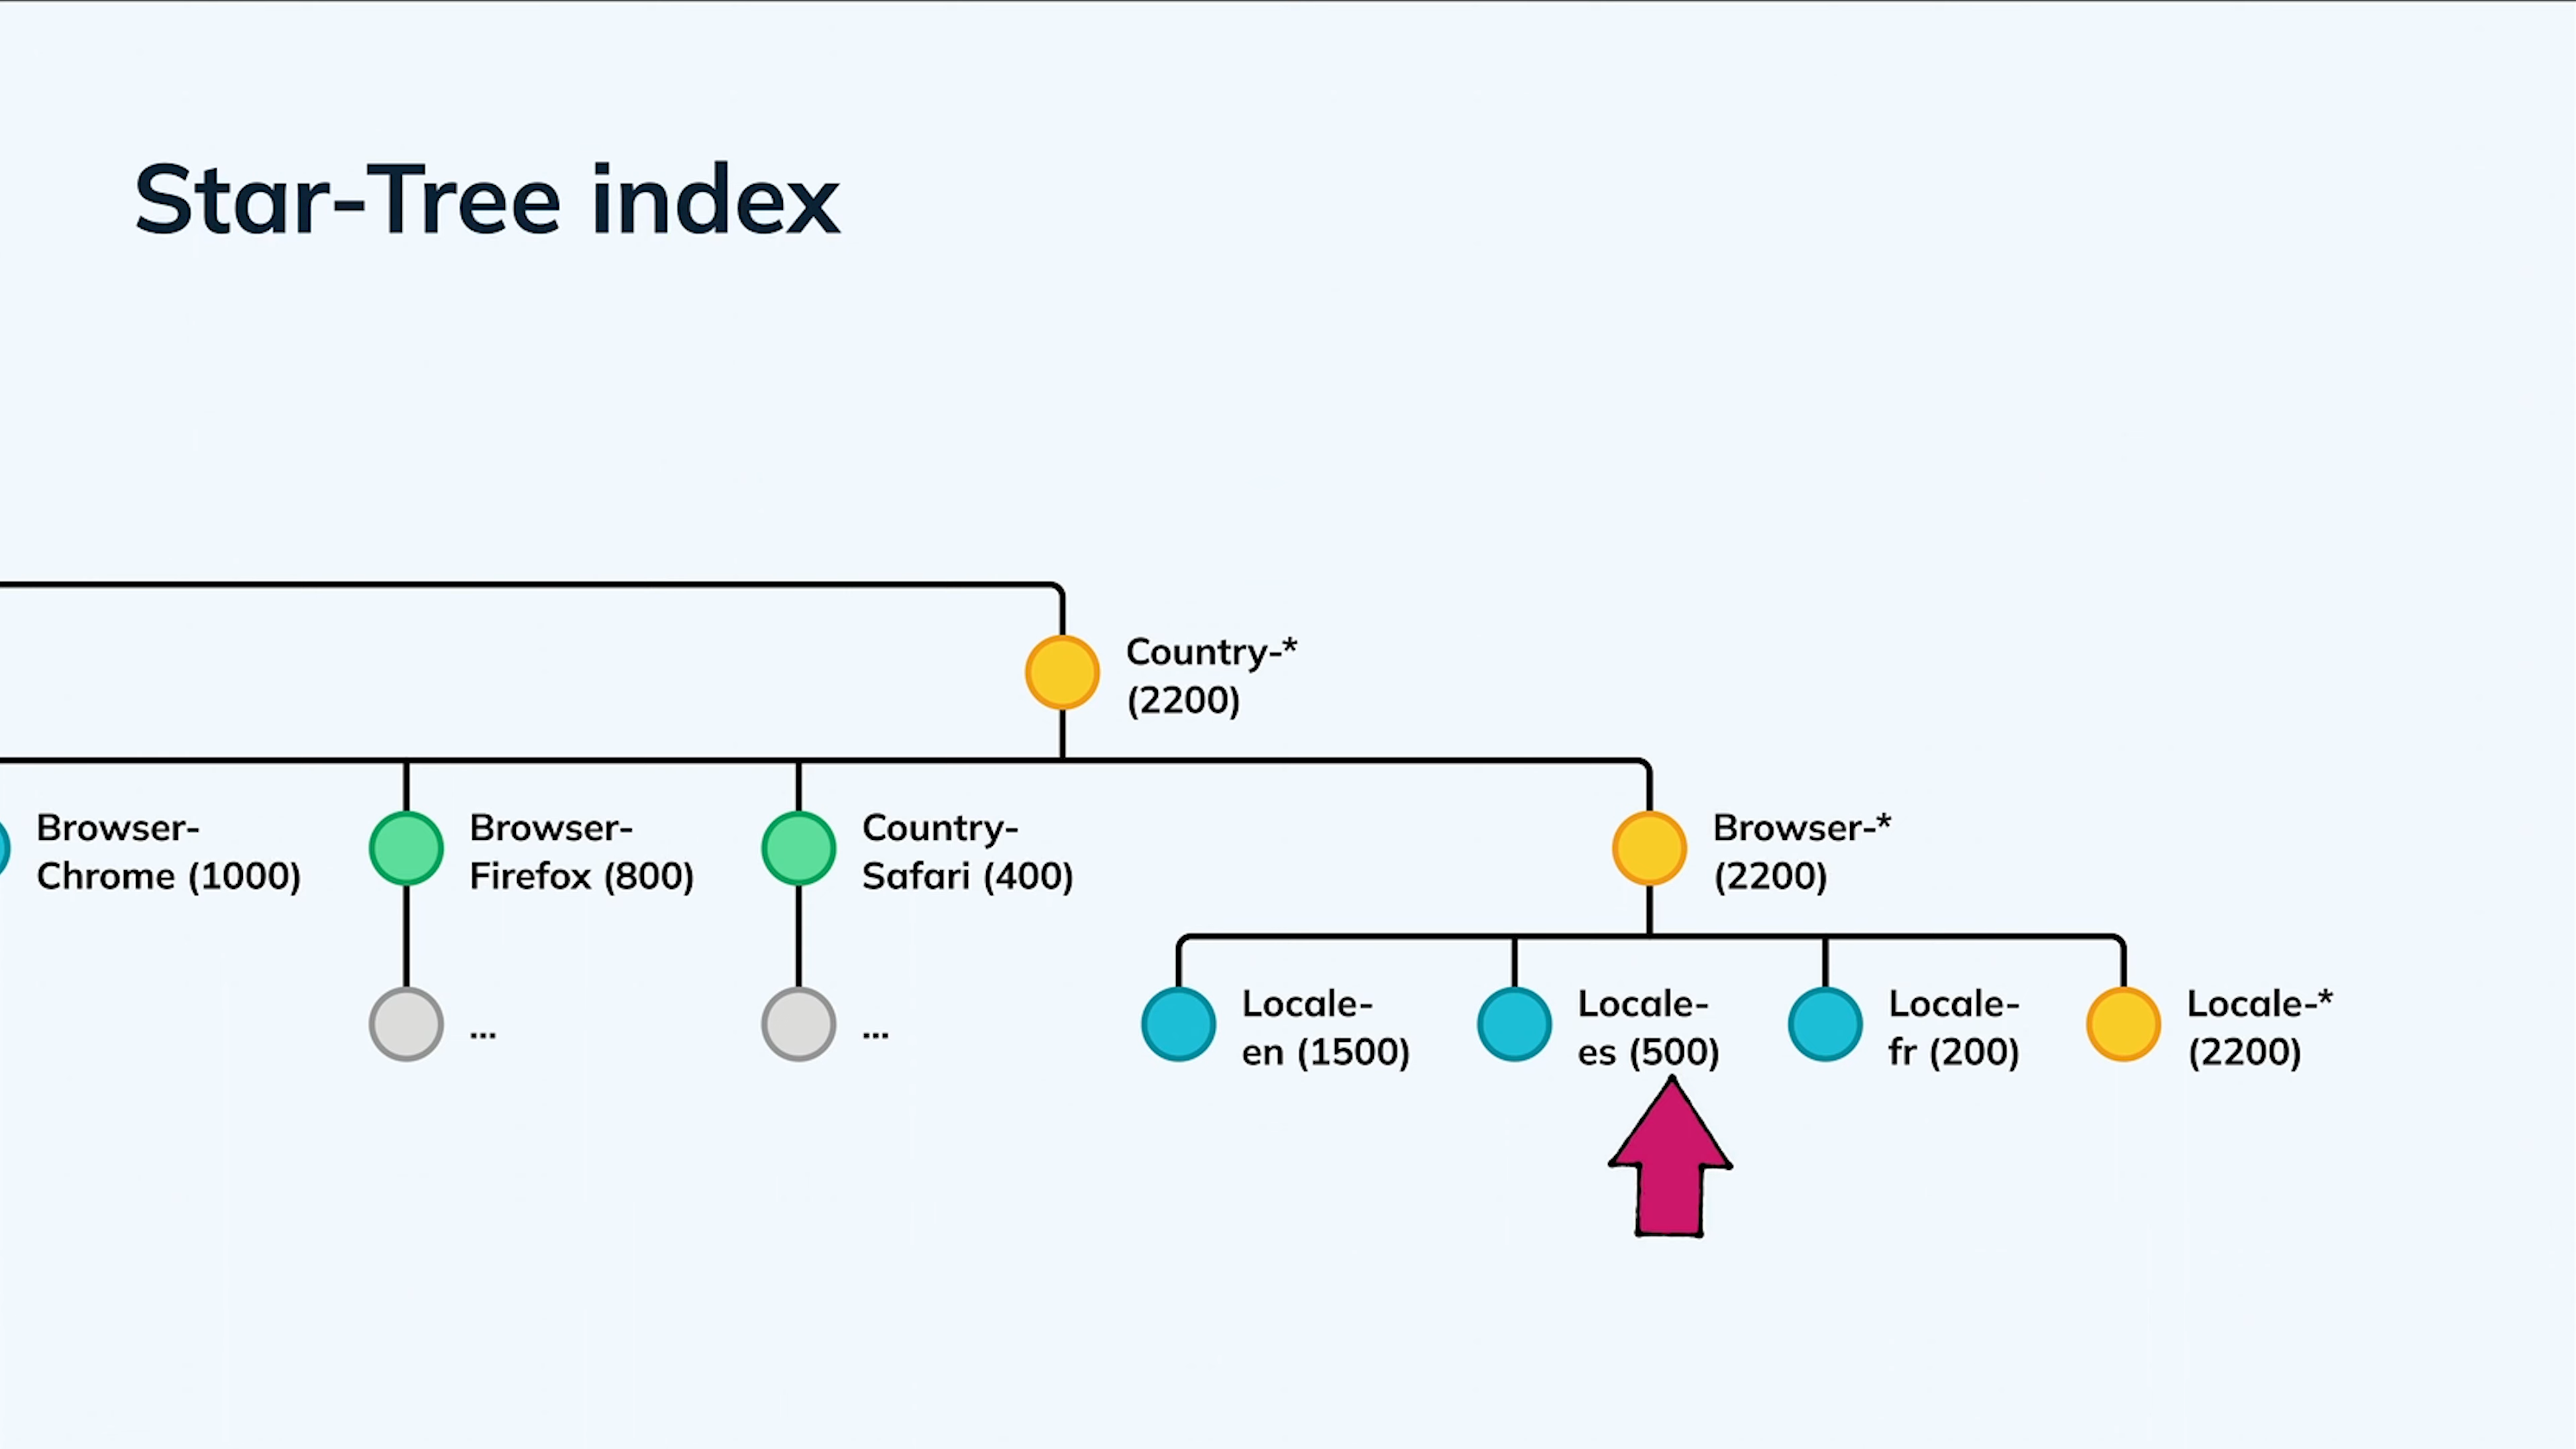 Star-Tree index
Country-*
(2200)
Browser-
Chrome (1000)
Browser-
Firefox (800)
Country-
Safari (400)
Browser-*
(2200)
...
...
Locale-
en (1500)
Locale-
es (500)
Locale-
fr (200)
Locale-*
(2200)